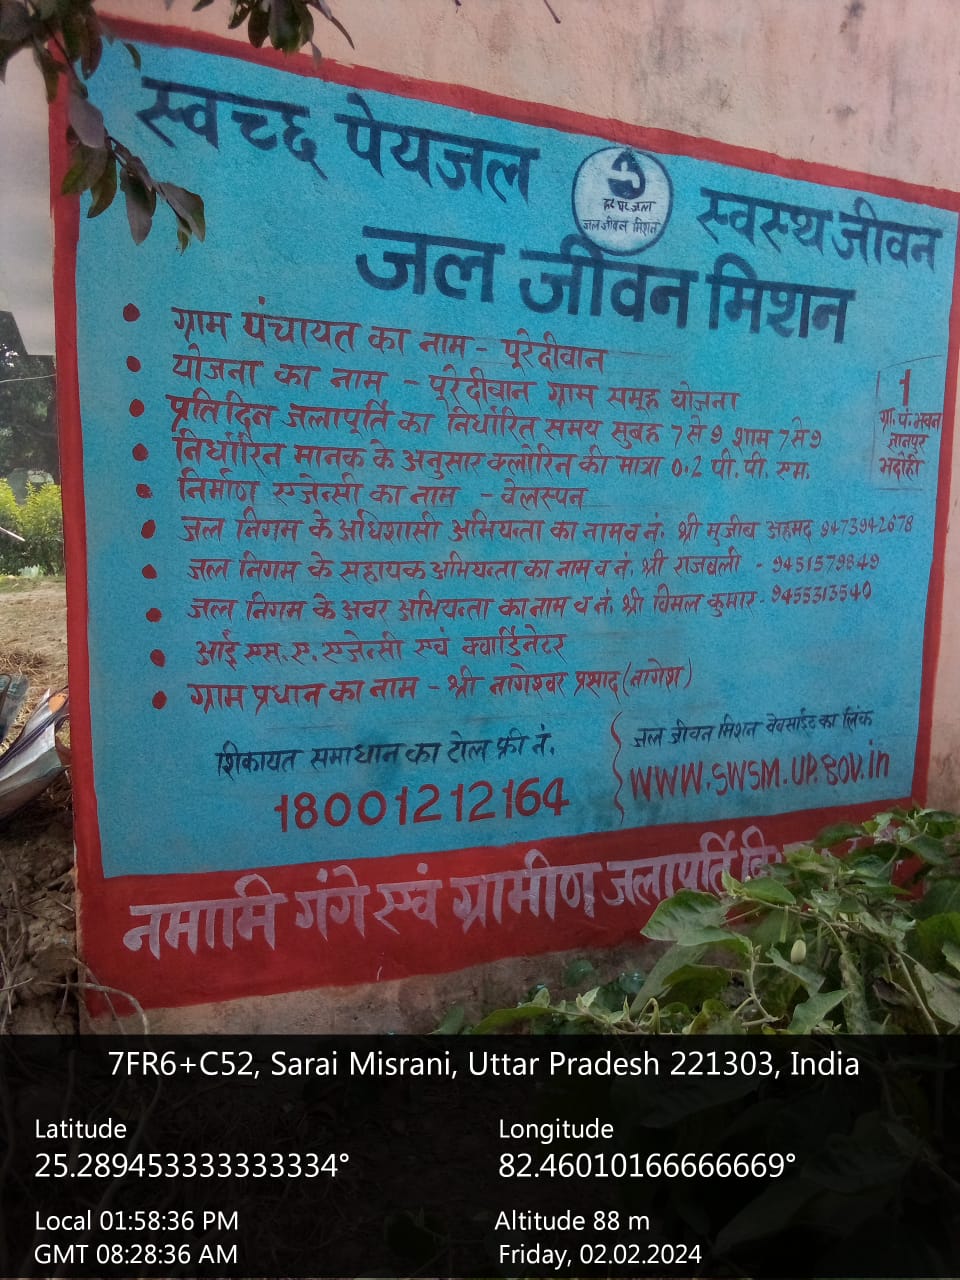 स्वच्छ पेयजल
हर घर जल
जल जीवन मिशन
स्वस्थ जीवन
जल जीवन मिशन
• ग्राम पंचायत का नाम - पूरेदीवान
• योजना का नाम - पूरेदीवान ग्राम समूह योजना
• प्रतिदिन जलापूर्ति का निर्धारित समय सुबह 7 से 9 शाम 7 से 9
• निर्धारित मानक के अनुसार क्लोरिन की मात्रा 0.2 पी. पी. एम.
• निर्माण एजेन्सी का नाम - वेलस्पन
• जल निगम के अधिशासी अभियन्ता का नाम व नं. श्री मुजीब अहमद 9473942678
• जल निगम के सहायक अभियन्ता का नाम व नं. श्री राजबली - 9451579849
• जल निगम के अवर अभियन्ता का नाम व नं. श्री विमल कुमार - 9455313540
• आई एस. ए. एजेन्सी एवं क्वार्डिनेटर
• ग्राम प्रधान का नाम - श्री नागेश्वर प्रसाद (नागेश)
1
ग्रा. पं. भवन
ज्ञानपुर
भदोही
शिकायत समाधान का टोल फ्री नं.
18001212164
जल जीवन मिशन वेबसाईट का लिंक
www.swsm.up.gov.in
नमामि गंगे एवं ग्रामीण जलापूर्ति
7FR6+C52, Sarai Misrani, Uttar Pradesh 221303, India
Latitude
25.289453333333334°
Longitude
82.46010166666669°
Local 01:58:36 PM
GMT 08:28:36 AM
Altitude 88 m
Friday, 02.02.2024